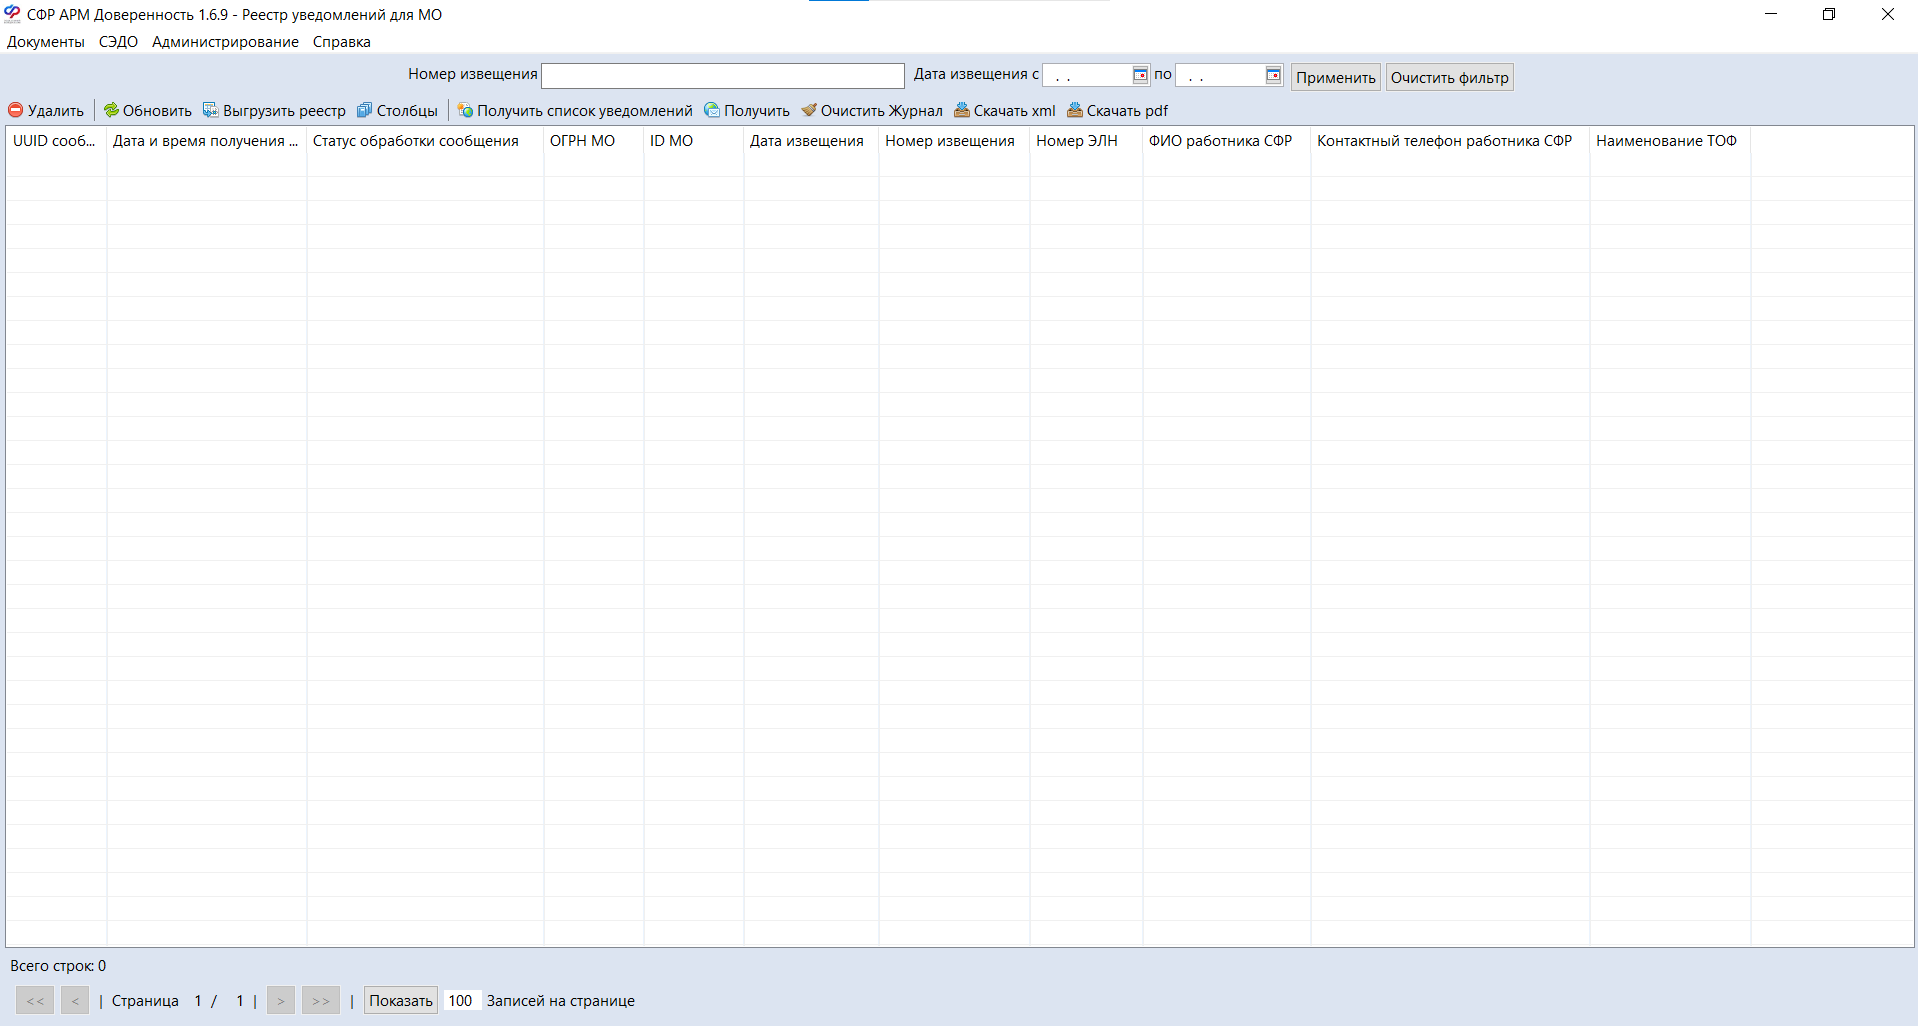 СФР АРМ Доверенность 1.6.9 - Реестр уведомлений для МО
Документы СЭДО Администрирование Справка
Номер извещения Дата извещения с . . по . . Применить Очистить фильтр
Удалить Обновить Выгрузить реестр Столбцы Получить список уведомлений Получить Очистить Журнал Скачать xml Скачать pdf
UUID сооб... Дата и время получения ... Статус обработки сообщения ОГРН МО ID МО Дата извещения Номер извещения Номер ЭЛН ФИО работника СФР Контактный телефон работника СФР Наименование ТОФ
Всего строк: 0
<< < | Страница 1 / 1 | > >> | Показать 100 Записей на странице